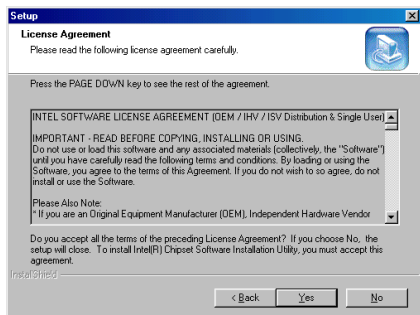 Setup
License Agreement
Please read the following license agreement carefully.
Press the PAGE DOWN key to see the rest of the agreement.
INTEL SOFTWARE LICENSE AGREEMENT (OEM / IHV / ISV Distribution & Single User)
IMPORTANT - READ BEFORE COPYING, INSTALLING OR USING.
Do not use or load this software and any associated materials (collectively, the "Software")
until you have carefully read the following terms and conditions. By loading or using the
Software, you agree to the terms of this Agreement. If you do not wish to so agree, do not
install or use the Software.
Please Also Note:
* If you are an Original Equipment Manufacturer (OEM), Independent Hardware Vendor
Do you accept all the terms of the preceding License Agreement? If you choose No, the
setup will close. To install Intel(R) Chipset Software Installation Utility, you must accept this
agreement.
InstallShield
< Back
Yes
No